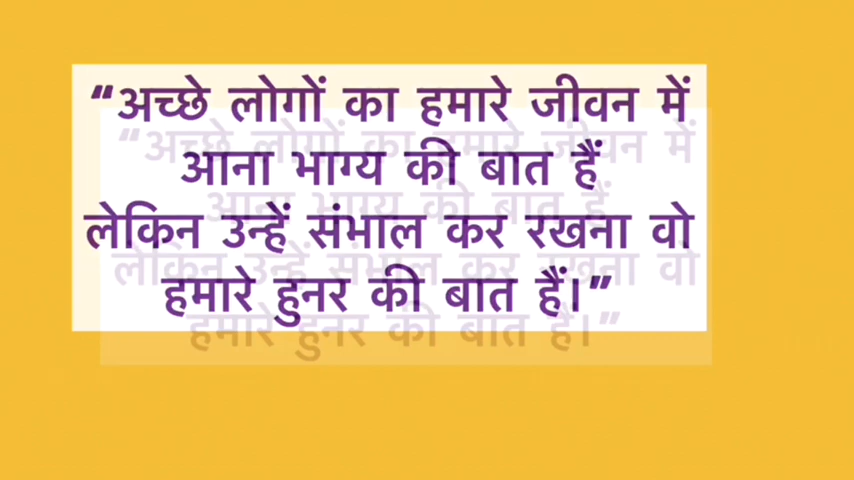 “अच्छे लोगों का हमारे जीवन में
आना भाग्य की बात हैं
लेकिन उन्हें संभाल कर रखना वो
हमारे हुनर की बात हैं।”